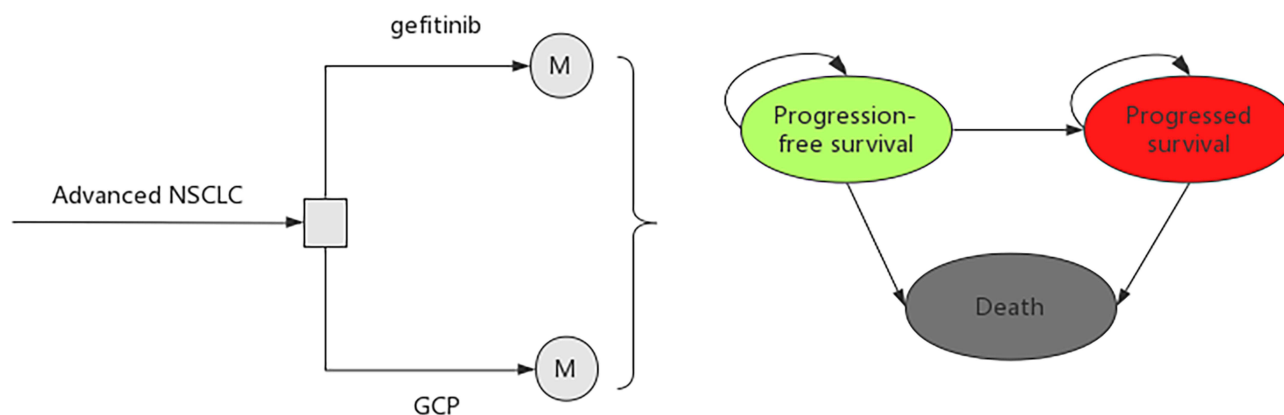 gefitinib
M
Advanced NSCLC
M
GCP
Progression-
free survival
Progressed
survival
Death